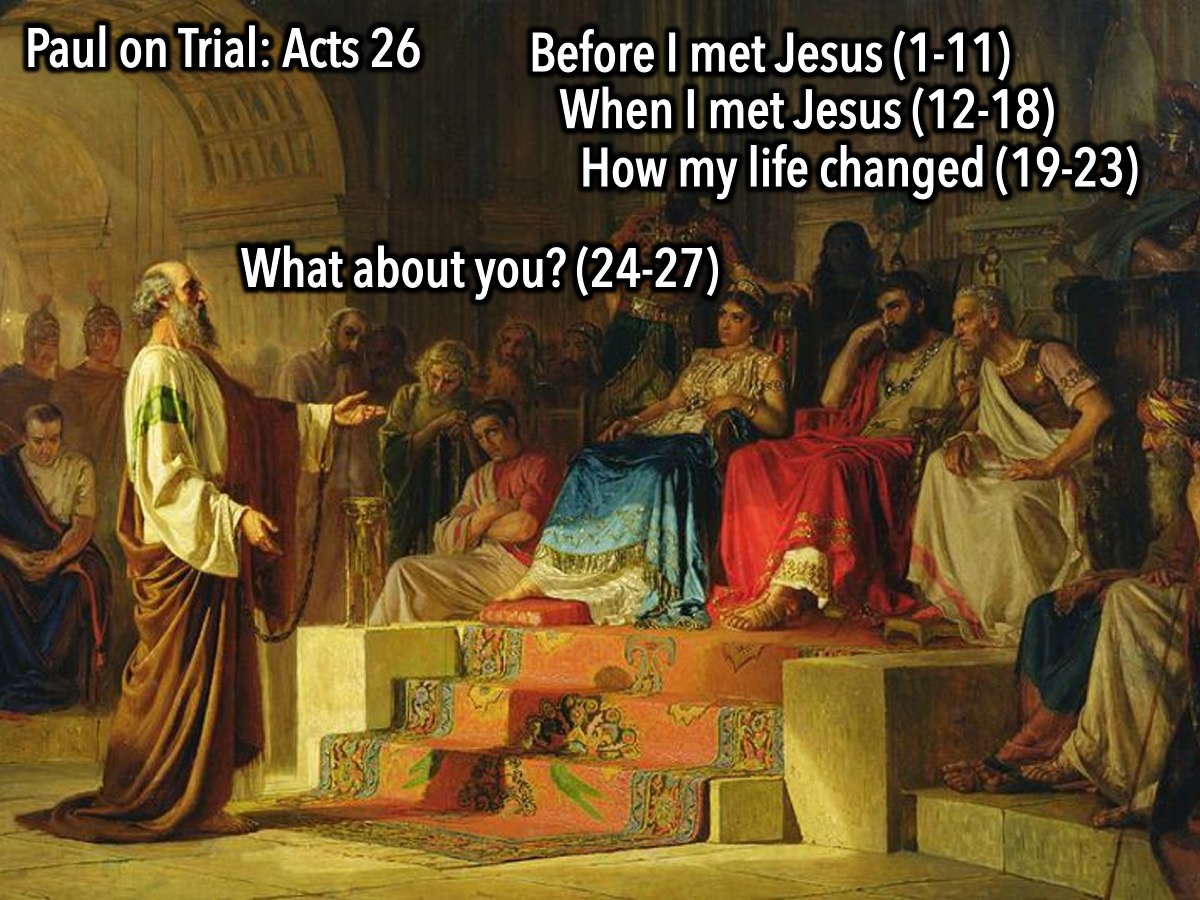 Paul on Trial: Acts 26
Before I met Jesus (1-11)
When I met Jesus (12-18)
How my life changed (19-23)
What about you? (24-27)